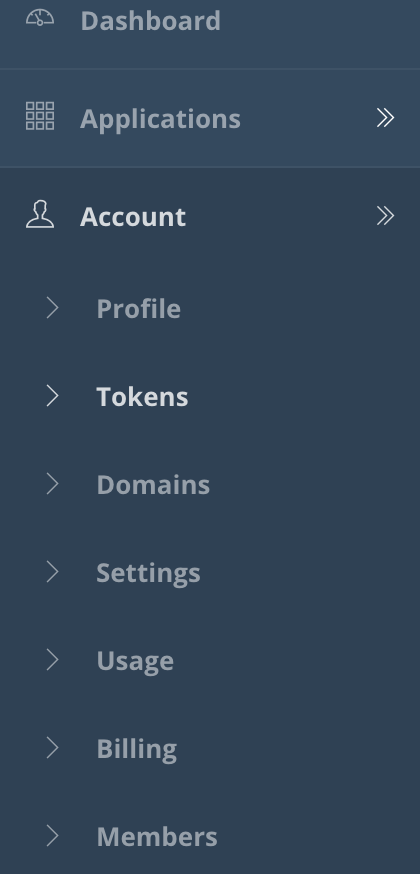 Dashboard
Applications
Account
Profile
Tokens
Domains
Settings
Usage
Billing
Members